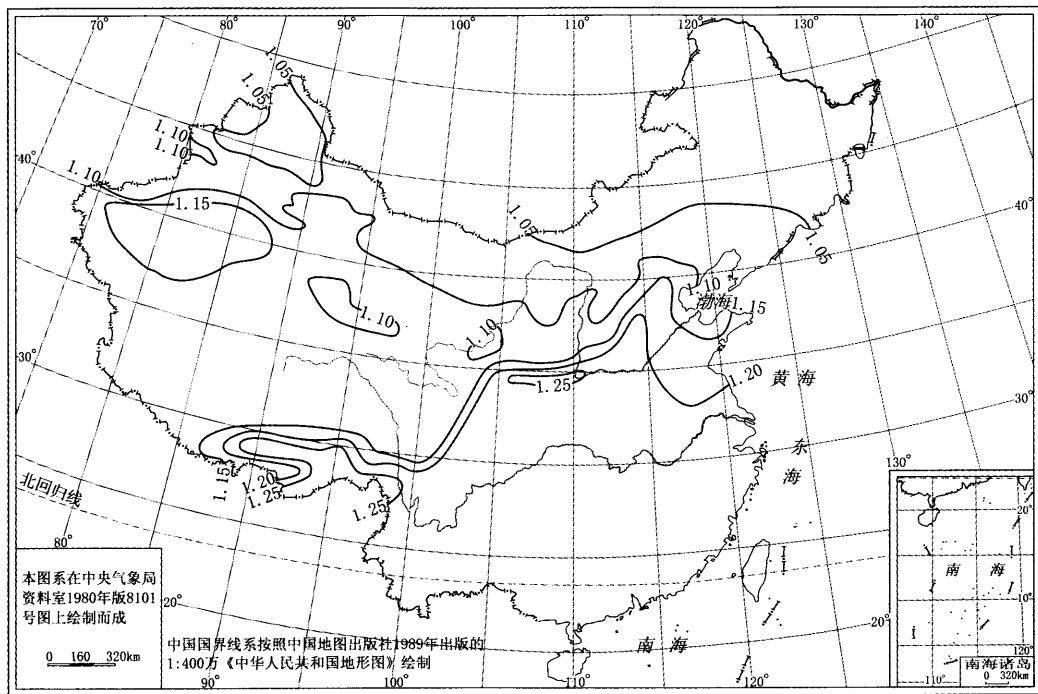 70°
80°
90°
100°
110°
120°
130°
140°
1.05
1.05
1.10
1.10
40°
1.10
1.15
40°
1.05
1.05
1.10
渤海
1.15
1.10
1.10
30°
1.25
1.20
黄 海
30°
东
海
130°
1.15
1.20
1.25
1.25
北回归线
80°
20°
南 海
10°
本图系在中央气象局
资料室1980年版8101
号图上绘制而成
20°
20°
0 160 320km
中国国界线系按照中国地图出版社1989年出版的
1:400万《中华人民共和国地形图》绘制
南 海
120°
南海诸岛
110°
0 320km
90°
100°
110°
120°